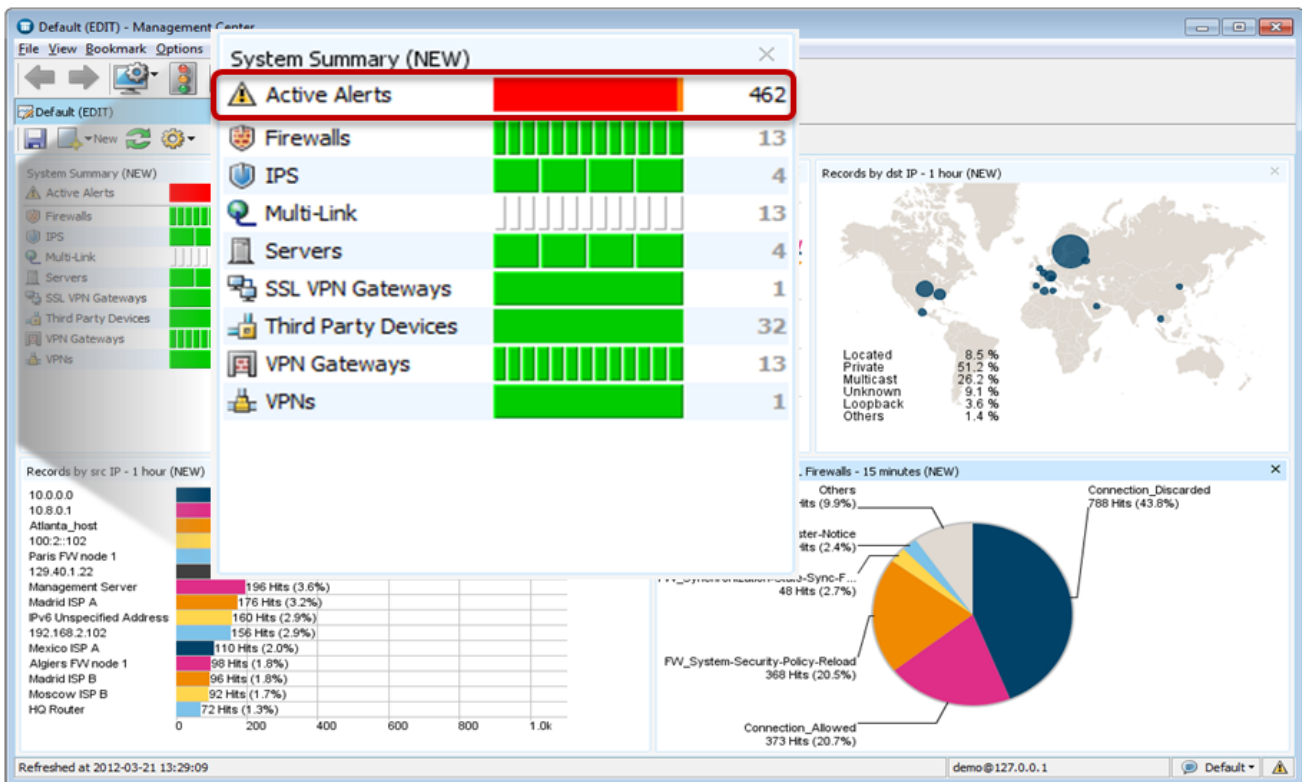 Default (EDIT) - Management Center
File View Bookmark Options
Default (EDIT)
New
System Summary (NEW)
Active Alerts 462
Firewalls 13
IPS 4
Multi-Link 13
Servers 4
SSL VPN Gateways 1
Third Party Devices 32
VPN Gateways 13
VPNs 1
System Summary (NEW)
Active Alerts
Firewalls
IPS
Multi-Link
Servers
SSL VPN Gateways
Third Party Devices
VPN Gateways
VPNs
Records by dst IP - 1 hour (NEW)
Located 8.5 %
Private 51.2 %
Multicast 26.2 %
Unknown 9.1 %
Loopback 3.6 %
Others 1.4 %
Records by src IP - 1 hour (NEW)
10.0.0.0
10.8.0.1
Atlanta_host
100:2::102
Paris FW node 1
129.40.1.22
Management Server 196 Hits (3.6%)
Madrid ISP A 176 Hits (3.2%)
IPv6 Unspecified Address 160 Hits (2.9%)
192.168.2.102 156 Hits (2.9%)
Mexico ISP A 110 Hits (2.0%)
Algiers FW node 1 98 Hits (1.8%)
Madrid ISP B 96 Hits (1.8%)
Moscow ISP B 92 Hits (1.7%)
HQ Router 72 Hits (1.3%)
0 200 400 600 800 1.0k
Firewalls - 15 minutes (NEW)
Others
(9.9%)
Connection_Discarded
788 Hits (43.8%)
ster-Notice
(2.4%)
48 Hits (2.7%)
FW_System-Security-Policy-Reload
368 Hits (20.5%)
Connection_Allowed
373 Hits (20.7%)
Refreshed at 2012-03-21 13:29:09
demo@127.0.0.1
Default